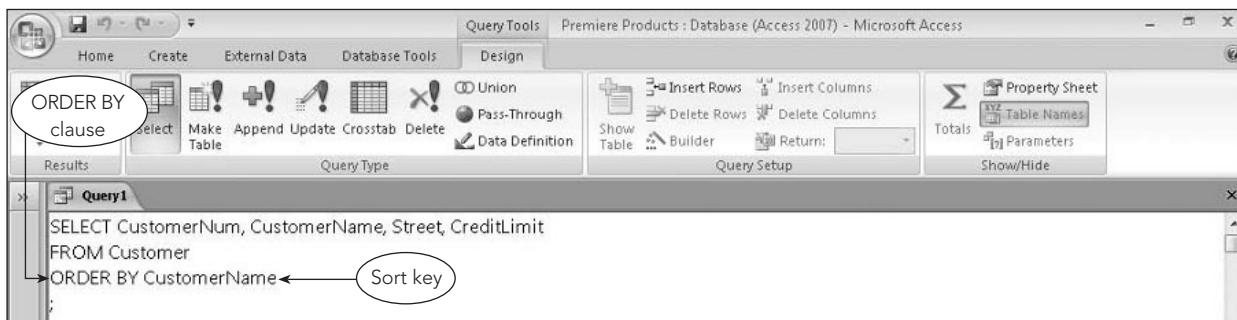 Query Tools Premiere Products : Database (Access 2007) - Microsoft Access
Home Create External Data Database Tools Design
ORDER BY
clause
Select
Make
Table
Append
Update
Crosstab
Delete
Union
Pass-Through
Data Definition
Show
Table
Insert Rows
Delete Rows
Builder
Insert Columns
Delete Columns
Return:
Totals
Property Sheet
Table Names
Parameters
Results Query Type Query Setup Show/Hide
Query1
SELECT CustomerNum, CustomerName, Street, CreditLimit
FROM Customer
ORDER BY CustomerName
Sort key
;